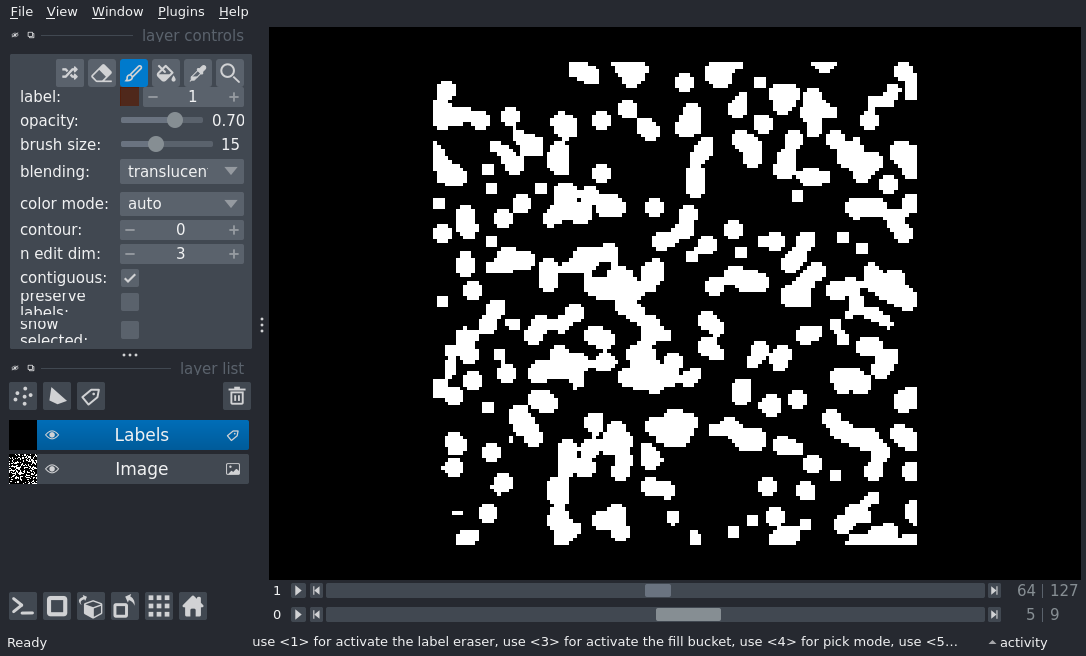 File View Window Plugins Help
layer controls
label: 1
opacity: 0.70
brush size: 15
blending: translucen
color mode: auto
contour: 0
n edit dim: 3
contiguous:
preserve
labels:
show
selected:
layer list
Labels
Image
1 64 | 127
0 5 | 9
Ready use <1> for activate the label eraser, use <3> for activate the fill bucket, use <4> for pick mode, use <5... activity